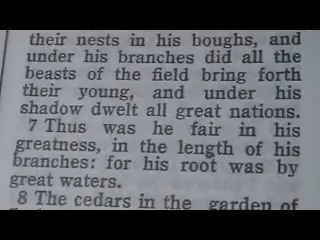 their nests in his boughs, and
under his branches did all the
beasts of the field bring forth
their young, and under his
shadow dwelt all great nations.
7 Thus was he fair in his
greatness, in the length of his
branches: for his root was by
great waters.
8 The cedars in the garden of